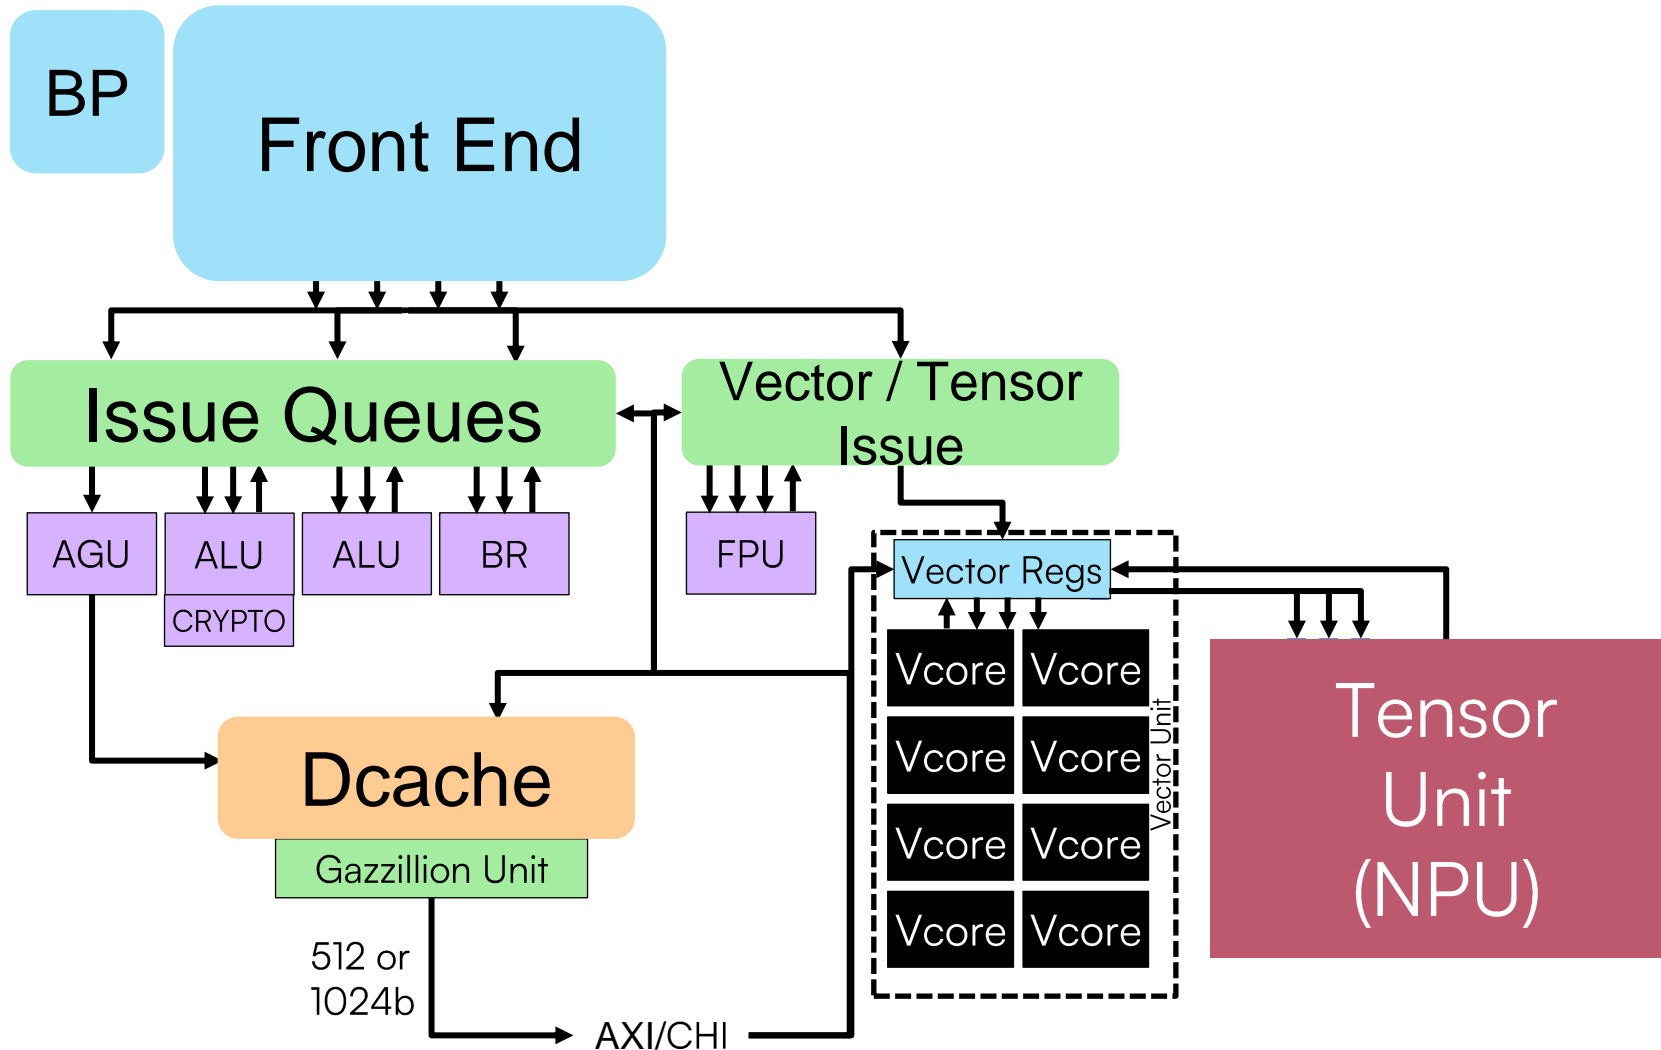 BP
Front End
Issue Queues
Vector / Tensor
Issue
AGU
ALU
CRYPTO
ALU
BR
FPU
Vector Regs
Vcore
Vcore
Vcore
Vcore
Vcore
Vcore
Vcore
Vcore
Vector Unit
Tensor
Unit
(NPU)
Dcache
Gazzillion Unit
512 or
1024b
AXI/CHI